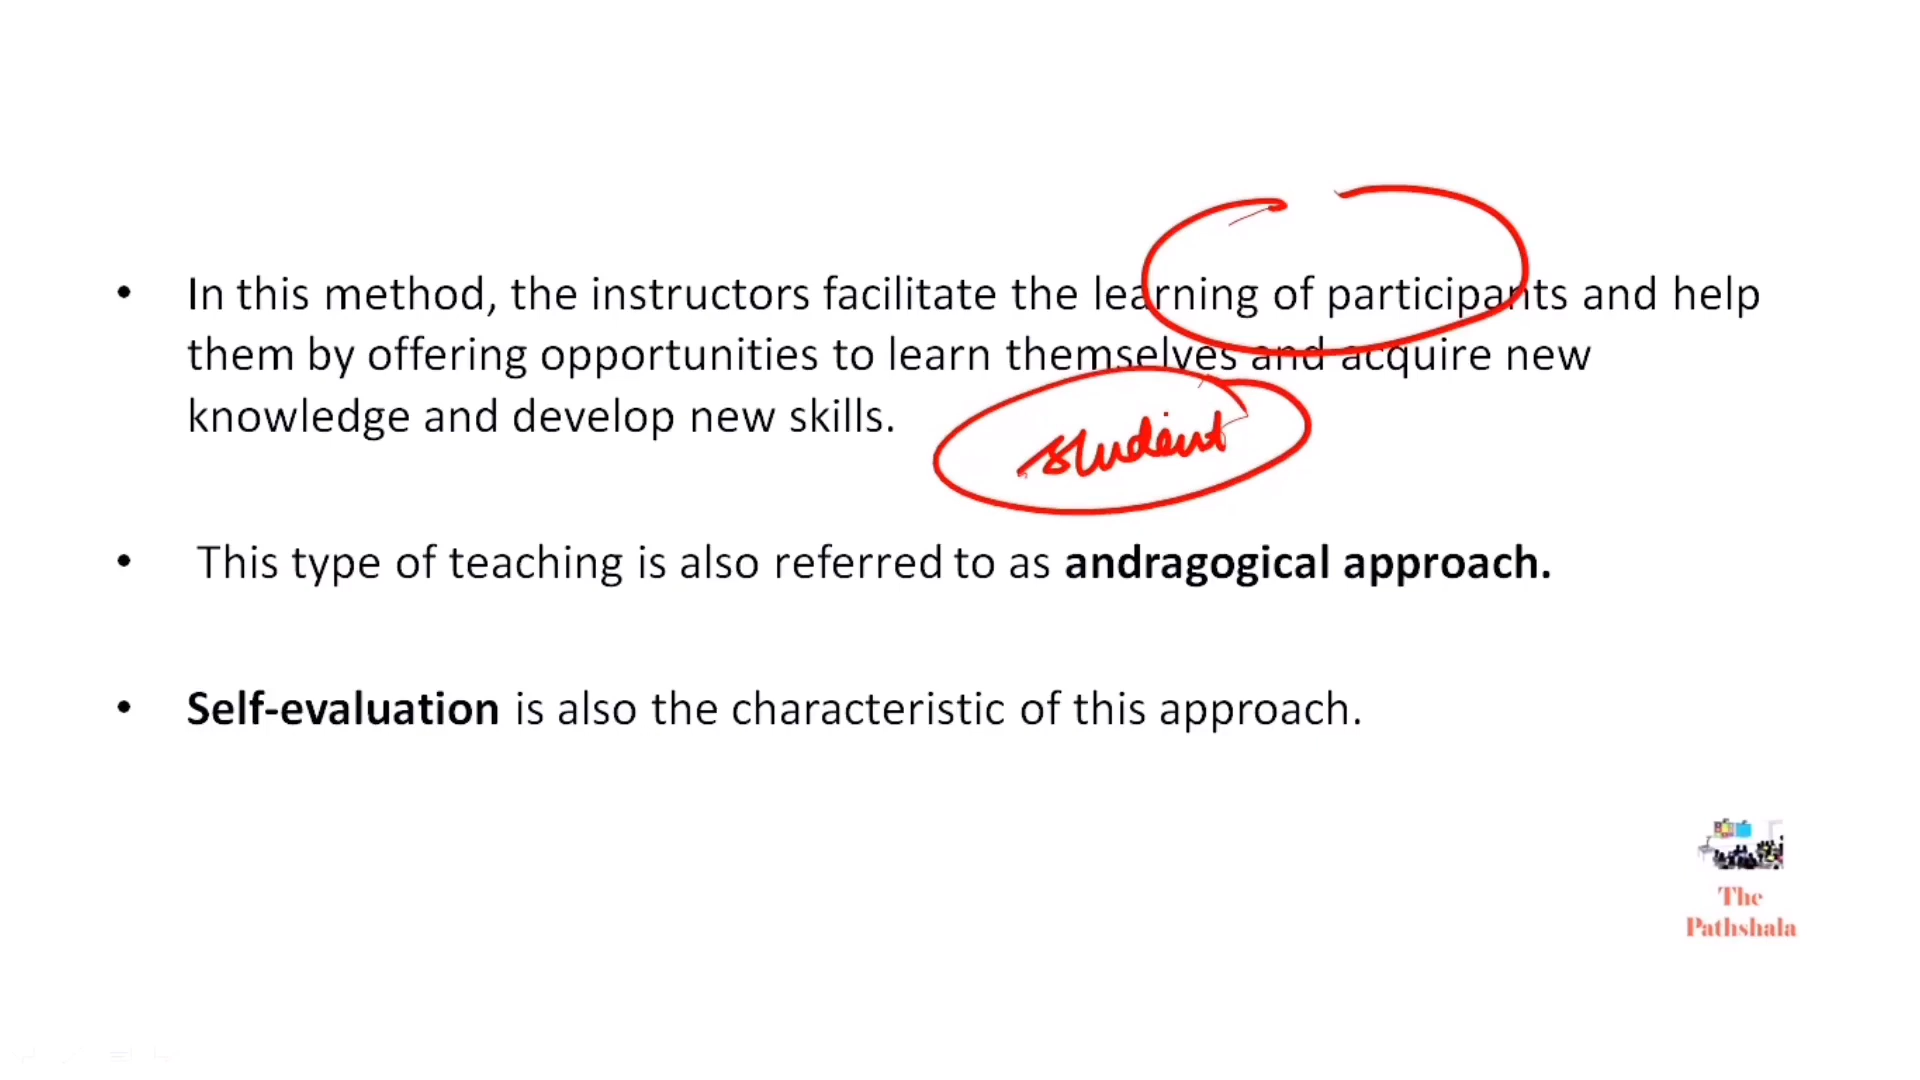 • In this method, the instructors facilitate the learning of participants and help
them by offering opportunities to learn themselves and acquire new
knowledge and develop new skills.
student
• This type of teaching is also referred to as andragogical approach.
• Self-evaluation is also the characteristic of this approach.
The
Pathshala